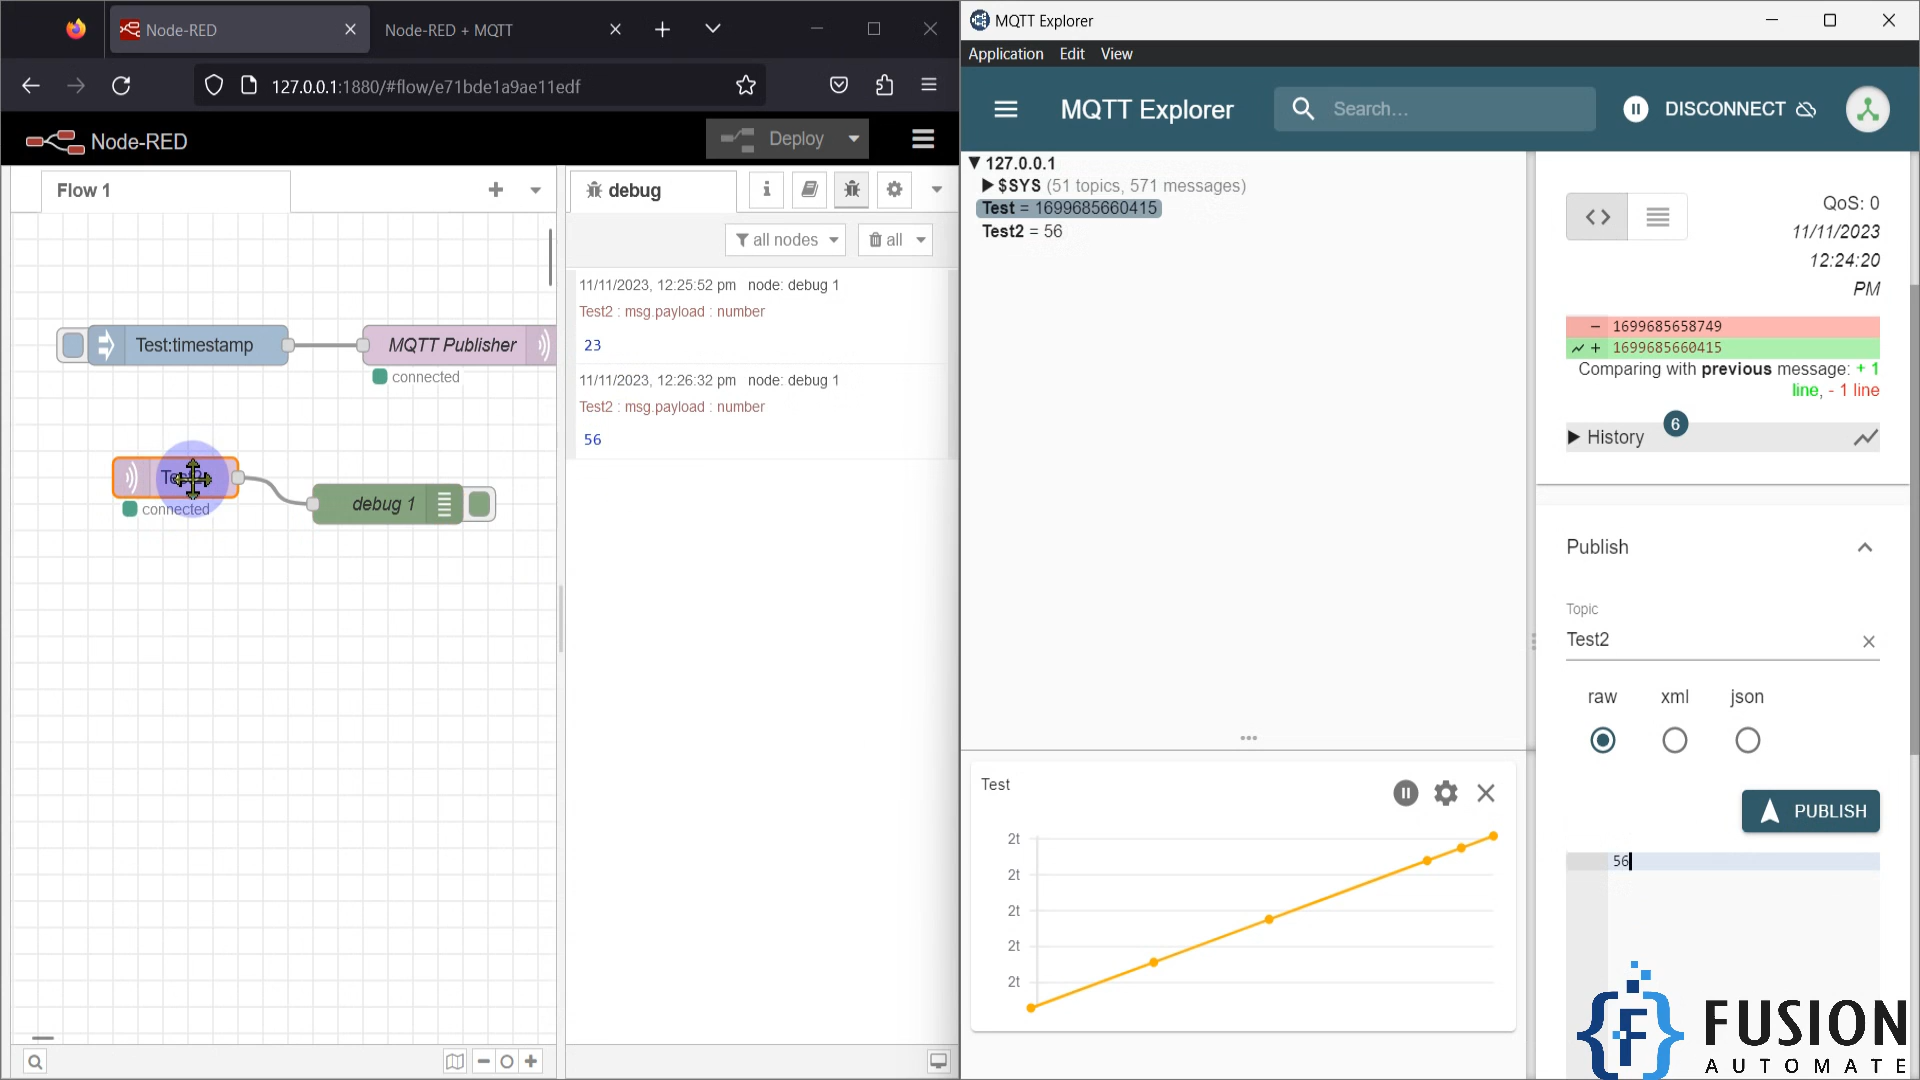 Node-RED
Node-RED + MQTT
127.0.0.1:1880/#flow/e71bde1a9ae11edf
Node-RED
Deploy
Flow 1
debug
i
all nodes
all
11/11/2023, 12:25:52 pm node: debug 1
Test2 : msg.payload : number
23
11/11/2023, 12:26:32 pm node: debug 1
Test2 : msg.payload : number
56
Test:timestamp
MQTT Publisher
connected
connected
debug 1
MQTT Explorer
Application Edit View
MQTT Explorer
Search...
DISCONNECT
127.0.0.1
$SYS (51 topics, 571 messages)
Test = 1699685660415
Test2 = 56
QoS: 0
11/11/2023
12:24:20
PM
- 1699685658749
+ 1699685660415
Comparing with previous message: + 1
line, - 1 line
History
6
Publish
Topic
Test2
raw xml json
PUBLISH
56
Test
2t
2t
2t
2t
2t
FUSION
AUTOMATE